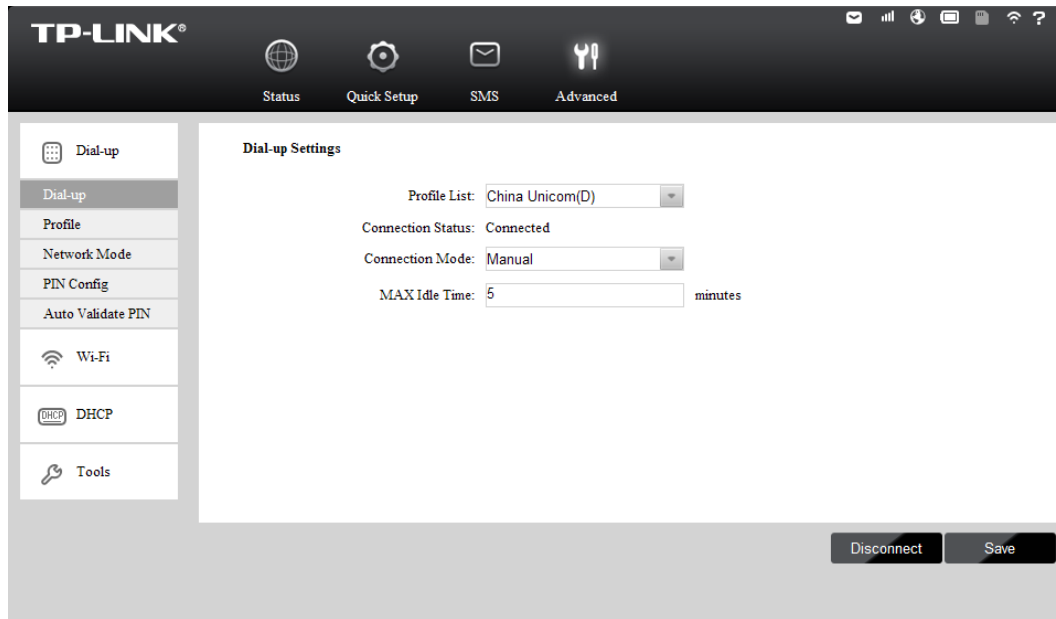 TP-LINK®
Status
Quick Setup
SMS
Advanced
?
Dial-up
Dial-up
Profile
Network Mode
PIN Config
Auto Validate PIN
Wi-Fi
DHCP
DHCP
Tools
Dial-up Settings
Profile List: China Unicom(D)
Connection Status: Connected
Connection Mode: Manual
MAX Idle Time: 5 minutes
Disconnect
Save